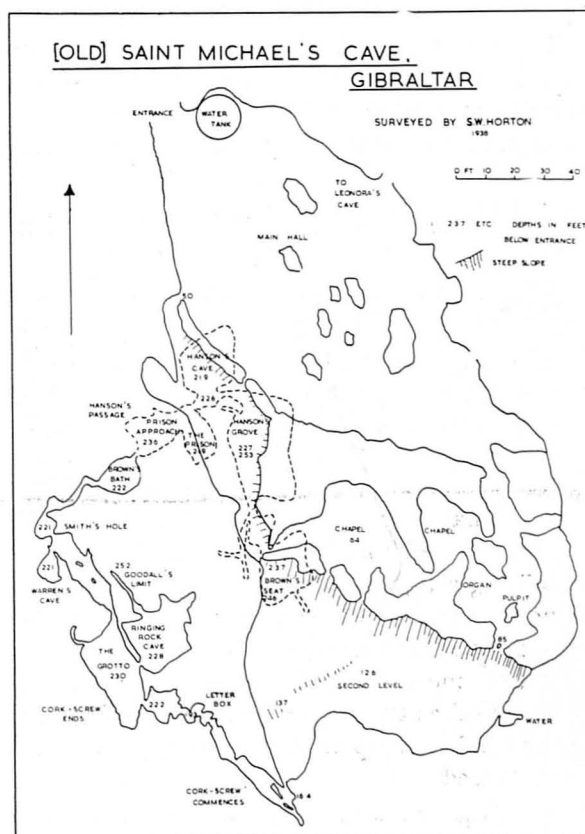 [OLD] SAINT MICHAEL'S CAVE,
GIBRALTAR
SURVEYED BY S.W. HORTON
1938
ENTRANCE
WATER
TANK
0 FT. 10 20 30 40
TO
LEONORA'S
CAVE
237 ETC DEPTHS IN FEET
BELOW ENTRANCE
STEEP SLOPE
MAIN HALL
50
HANSON'S
CAVE
219
228
HANSON'S
PASSAGE
PRISON
APPROACH
236
THE
PRISON
219
HANSON'S
GROVE
227
253
BROWN'S
BATH
222
221
SMITH'S HOLE
221
WARREN'S
CAVE
252
GOODALL'S
LIMIT
RINGING
ROCK
CAVE
228
THE
GROTTO
230
CORK-SCREW
ENDS
222
LETTER
BOX
CORK-SCREW
COMMENCES
164
CHAPEL
64
CHAPEL
237
BROWN'S
SEAT
246
ORGAN
PULPIT
85
126
SECOND LEVEL
137
WATER